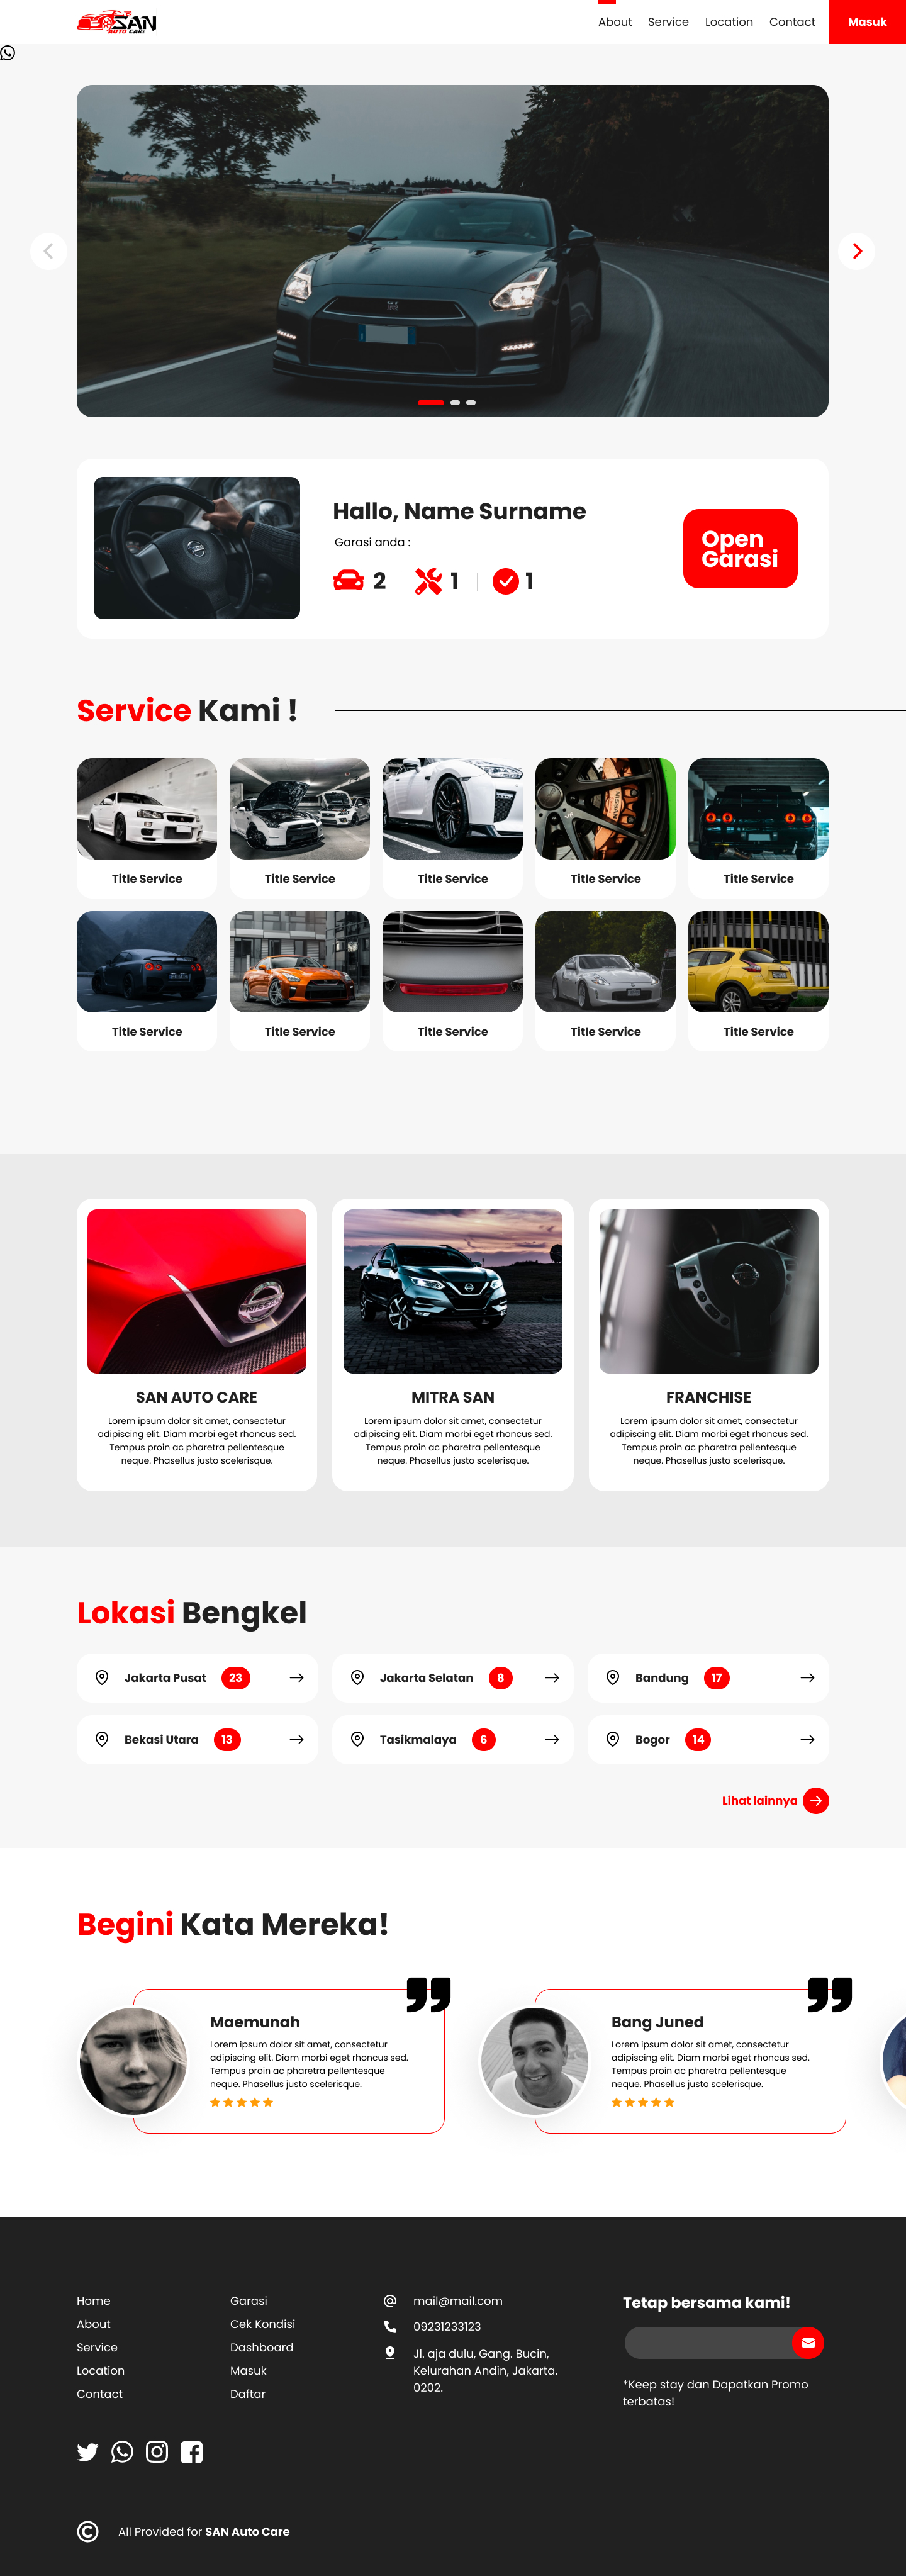 SAN
AUTO CARE
About Service Location Contact Masuk
Hallo, Name Surname
Garasi anda :
2 1 1
Open
Garasi
Service Kami !
Title Service Title Service Title Service Title Service Title Service
Title Service Title Service Title Service Title Service Title Service
NISSAN
SAN AUTO CARE
Lorem ipsum dolor sit amet, consectetur
adipiscing elit. Diam morbi eget rhoncus sed.
Tempus proin ac pharetra pellentesque
neque. Phasellus justo scelerisque.
MITRA SAN
Lorem ipsum dolor sit amet, consectetur
adipiscing elit. Diam morbi eget rhoncus sed.
Tempus proin ac pharetra pellentesque
neque. Phasellus justo scelerisque.
FRANCHISE
Lorem ipsum dolor sit amet, consectetur
adipiscing elit. Diam morbi eget rhoncus sed.
Tempus proin ac pharetra pellentesque
neque. Phasellus justo scelerisque.
Lokasi Bengkel
Jakarta Pusat 23
Jakarta Selatan 8
Bandung 17
Bekasi Utara 13
Tasikmalaya 6
Bogor 14
Lihat lainnya
Begini Kata Mereka!
Maemunah
Lorem ipsum dolor sit amet, consectetur
adipiscing elit. Diam morbi eget rhoncus sed.
Tempus proin ac pharetra pellentesque
neque. Phasellus justo scelerisque.
Bang Juned
Lorem ipsum dolor sit amet, consectetur
adipiscing elit. Diam morbi eget rhoncus sed.
Tempus proin ac pharetra pellentesque
neque. Phasellus justo scelerisque.
Home
About
Service
Location
Contact
Garasi
Cek Kondisi
Dashboard
Masuk
Daftar
mail@mail.com
09231233123
Jl. aja dulu, Gang. Bucin,
Kelurahan Andin, Jakarta.
0202.
Tetap bersama kami!
*Keep stay dan Dapatkan Promo
terbatas!
© All Provided for SAN Auto Care